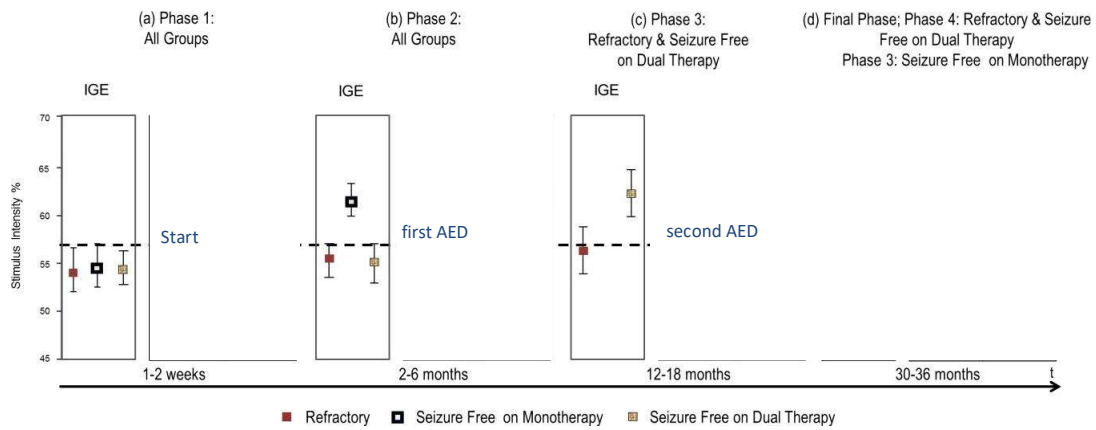 (a) Phase 1:
All Groups
(b) Phase 2:
All Groups
(c) Phase 3:
Refractory & Seizure Free
on Dual Therapy
(d) Final Phase; Phase 4: Refractory & Seizure
Free on Dual Therapy
Phase 3: Seizure Free on Monotherapy
IGE
IGE
IGE
Stimulus Intensity %
70
65
60
55
50
45
Start
first AED
second AED
1-2 weeks
2-6 months
12-18 months
30-36 months
t
Refractory
Seizure Free on Monotherapy
Seizure Free on Dual Therapy